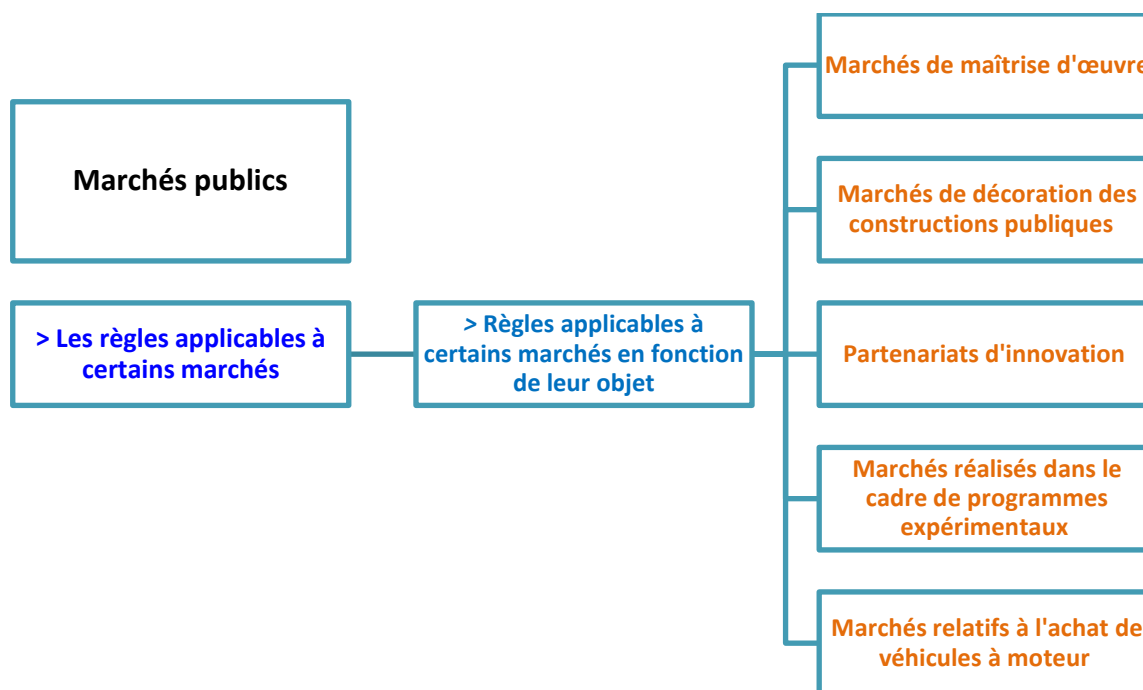 Marchés publics
> Les règles applicables à
certains marchés
> Règles applicables à
certains marchés en fonction
de leur objet
Marchés de maîtrise d'œuvre
Marchés de décoration des
constructions publiques
Partenariats d'innovation
Marchés réalisés dans le
cadre de programmes
expérimentaux
Marchés relatifs à l'achat de
véhicules à moteur